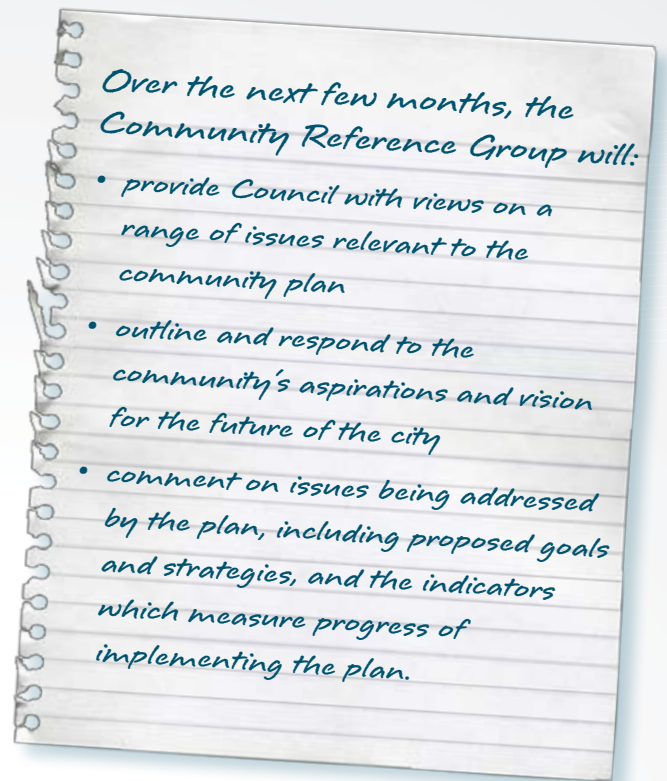 Over the next few months, the
Community Reference Group will:
• provide Council with views on a
range of issues relevant to the
community plan
• outline and respond to the
community's aspirations and vision
for the future of the city
• comment on issues being addressed
by the plan, including proposed goals
and strategies, and the indicators
which measure progress of
implementing the plan.